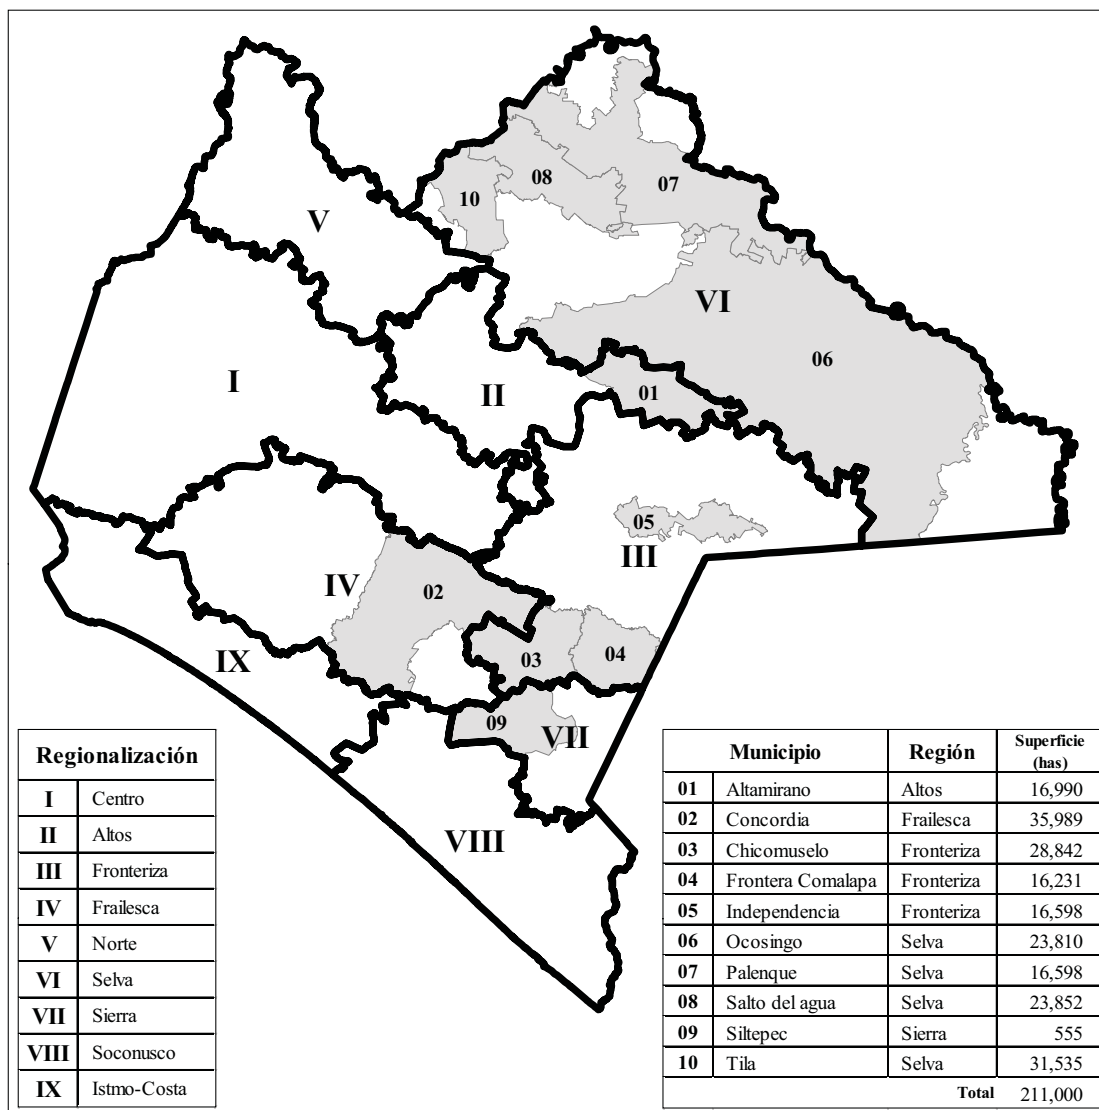 08
07
10
V
VI
06
I
II
01
05
III
IV
02
IX
03
04
09
VII
VIII
Regionalización
I Centro
II Altos
III Fronteriza
IV Frailesca
V Norte
VI Selva
VII Sierra
VIII Soconusco
IX Istmo-Costa
Municipio Región Superficie (has)
01 Altamirano Altos 16,990
02 Concordia Frailesca 35,989
03 Chicomuselo Fronteriza 28,842
04 Frontera Comalapa Fronteriza 16,231
05 Independencia Fronteriza 16,598
06 Ocosingo Selva 23,810
07 Palenque Selva 16,598
08 Salto del agua Selva 23,852
09 Siltepec Sierra 555
10 Tila Selva 31,535
Total 211,000